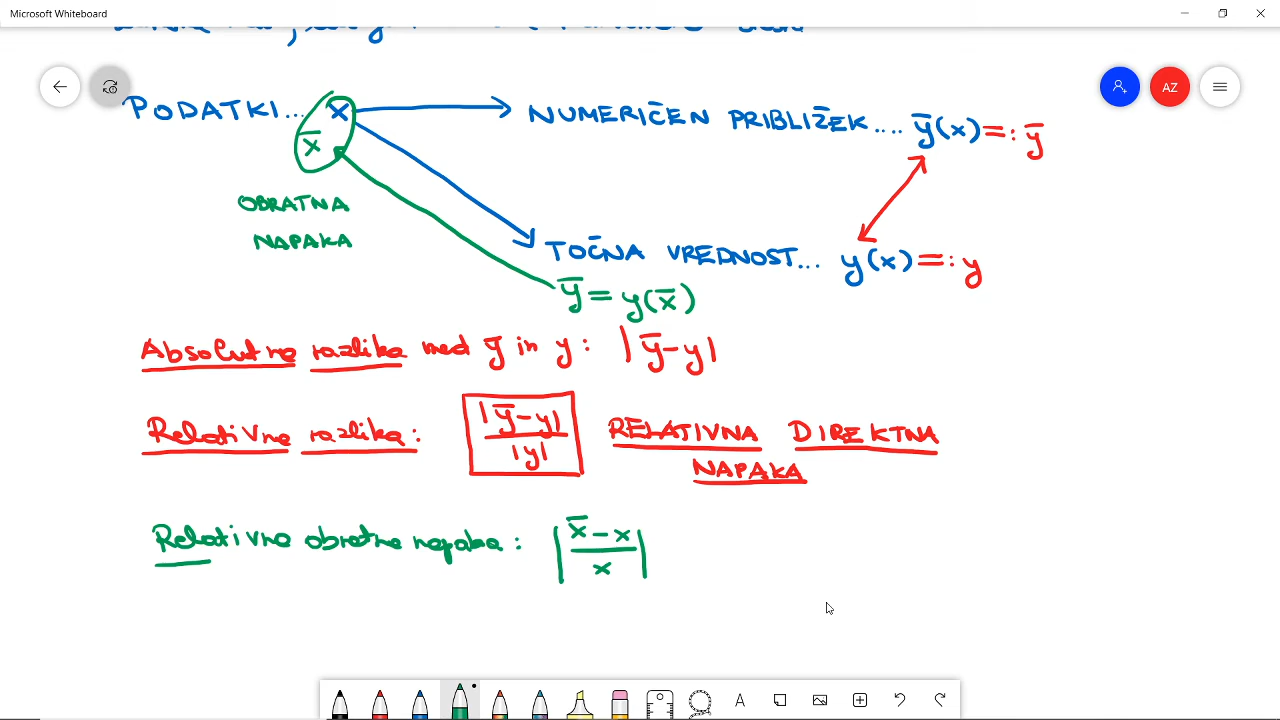 Microsoft Whiteboard
AZ
PODATKI... x
x̅
NUMERIČEN PRIBLIŽEK.... y̅(x)=: y̅
OBRATNA
NAPAKA
TOČNA VREDNOST... y(x)=: y
y̅ = y(x̅)
Absolutna razlika med y̅ in y: |y̅-y|
Relativna razlika: |y̅-y| / |y| RELATIVNA DIREKTNA
NAPAKA
Relativna obratna napaka: |(x̅-x) / x|
A